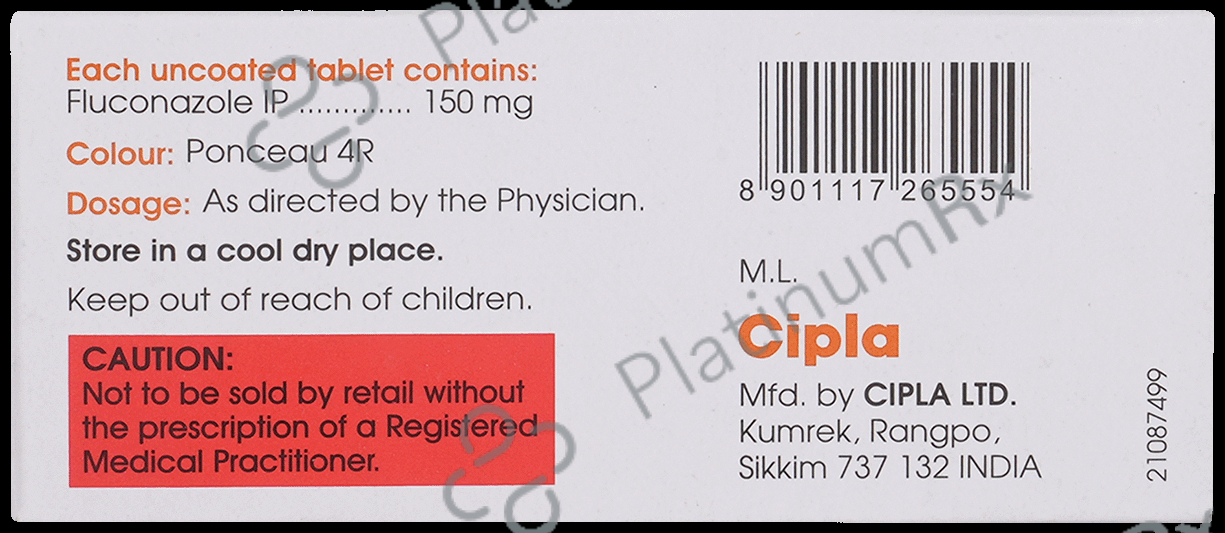 Each uncoated tablet contains:
Fluconazole IP ............. 150 mg
Colour: Ponceau 4R
Dosage: As directed by the Physician.
Store in a cool dry place.
Keep out of reach of children.
CAUTION:
Not to be sold by retail without
the prescription of a Registered
Medical Practitioner.
8 901117 265554
M.L.
Cipla
Mfd. by CIPLA LTD.
Kumrek, Rangpo,
Sikkim 737 132 INDIA
21087499
PlatinumRx
Platinum